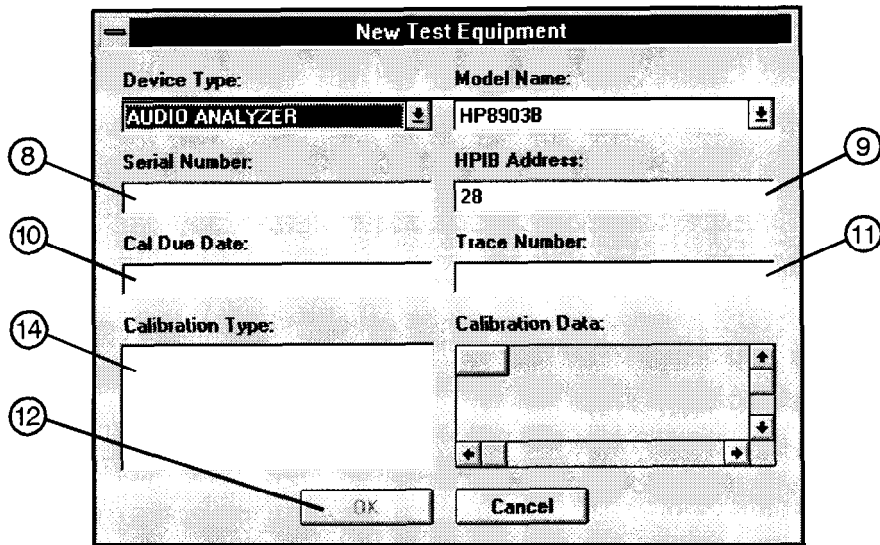 New Test Equipment
Device Type: Model Name:
AUDIO ANALYZER HP8903B
8 Serial Number: HPIB Address: 9
28
10 Cal Due Date: Trace Number: 11
14 Calibration Type: Calibration Data:
12 OK Cancel